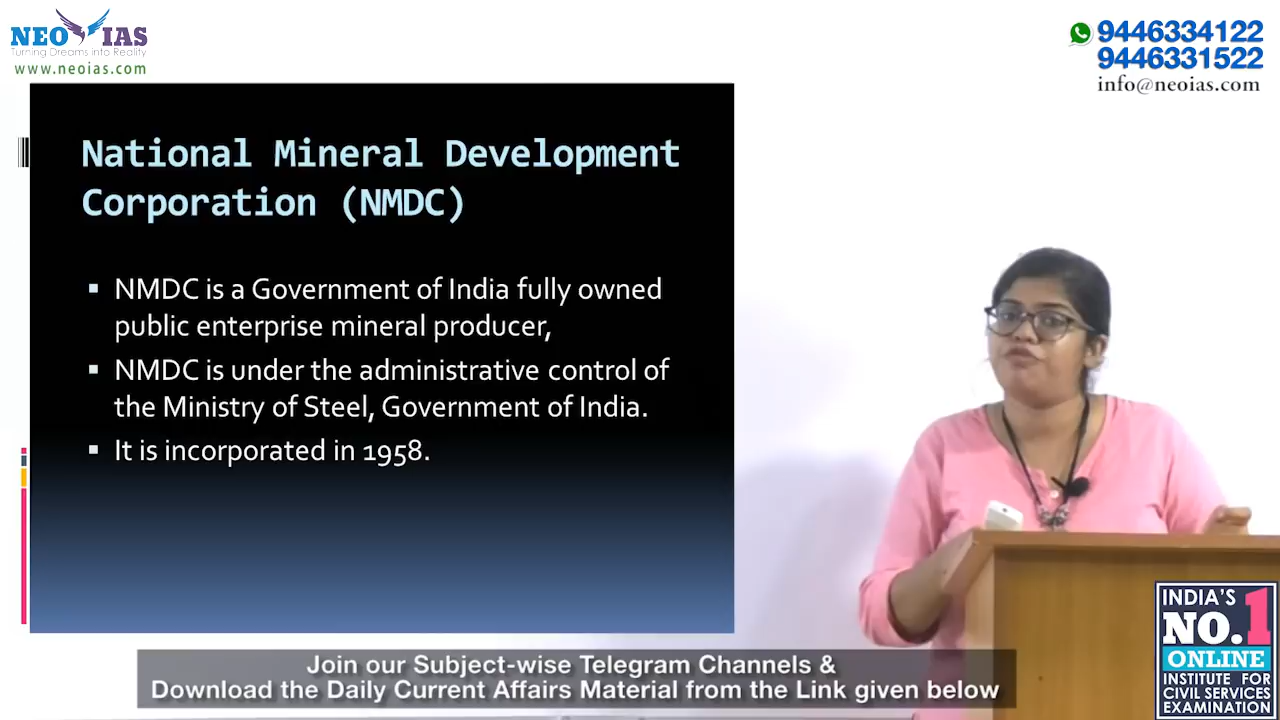 NEO IAS
Turning Dreams into Reality
www.neoias.com
9446334122
9446331522
info@neoias.com
National Mineral Development
Corporation (NMDC)
NMDC is a Government of India fully owned
public enterprise mineral producer,
NMDC is under the administrative control of
the Ministry of Steel, Government of India.
It is incorporated in 1958.
INDIA'S
NO.1
ONLINE
INSTITUTE FOR
CIVIL SERVICES
EXAMINATION
Join our Subject-wise Telegram Channels &
Download the Daily Current Affairs Material from the Link given below